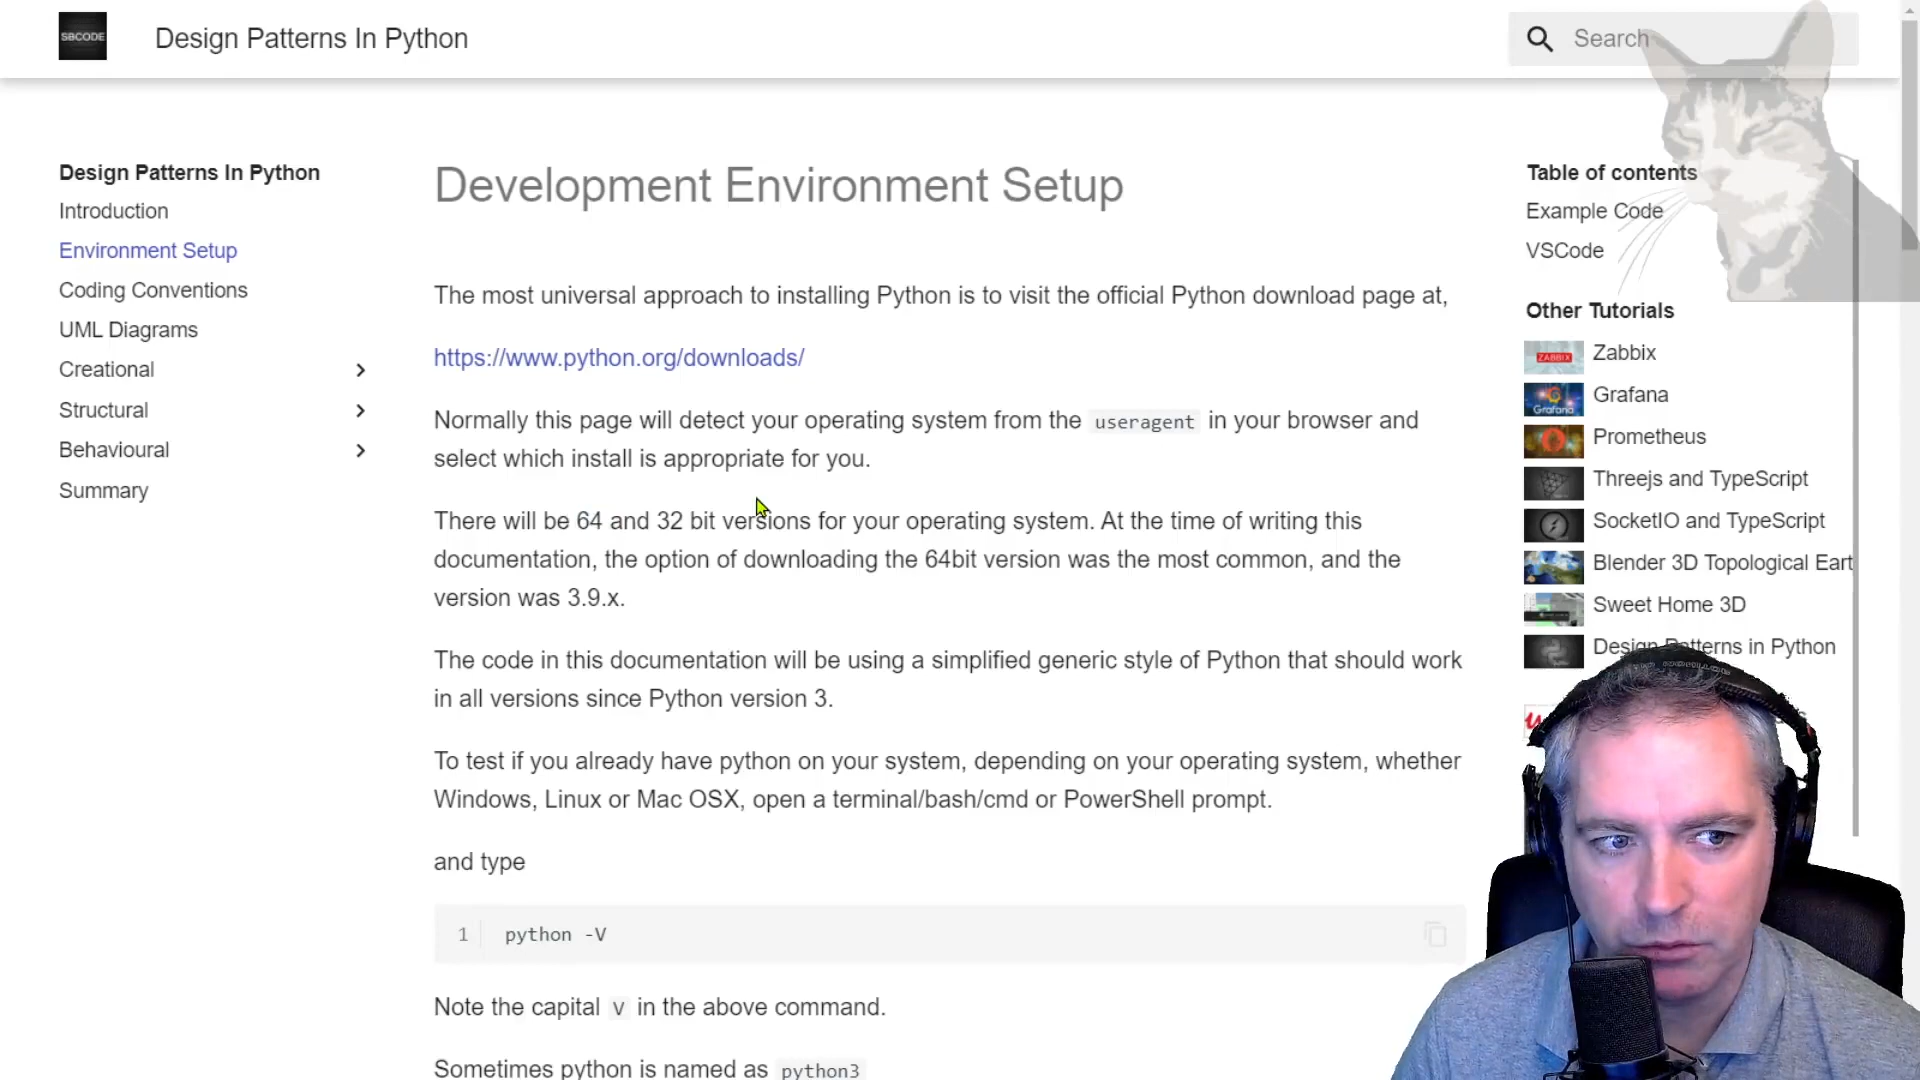 SBCODE
Design Patterns In Python
Search
Design Patterns In Python
Introduction
Environment Setup
Coding Conventions
UML Diagrams
Creational
Structural
Behavioural
Summary
Development Environment Setup
The most universal approach to installing Python is to visit the official Python download page at,
https://www.python.org/downloads/
Normally this page will detect your operating system from the useragent in your browser and
select which install is appropriate for you.
There will be 64 and 32 bit versions for your operating system. At the time of writing this
documentation, the option of downloading the 64bit version was the most common, and the
version was 3.9.x.
The code in this documentation will be using a simplified generic style of Python that should work
in all versions since Python version 3.
To test if you already have python on your system, depending on your operating system, whether
Windows, Linux or Mac OSX, open a terminal/bash/cmd or PowerShell prompt.
and type
1 python -V
Note the capital V in the above command.
Sometimes python is named as python3
Table of contents
Example Code
VSCode
Other Tutorials
ZABBIX Zabbix
Grafana Grafana
Prometheus
Threejs and TypeScript
SocketIO and TypeScript
Blender 3D Topological Eart
Sweet Home 3D
Design Patterns in Python